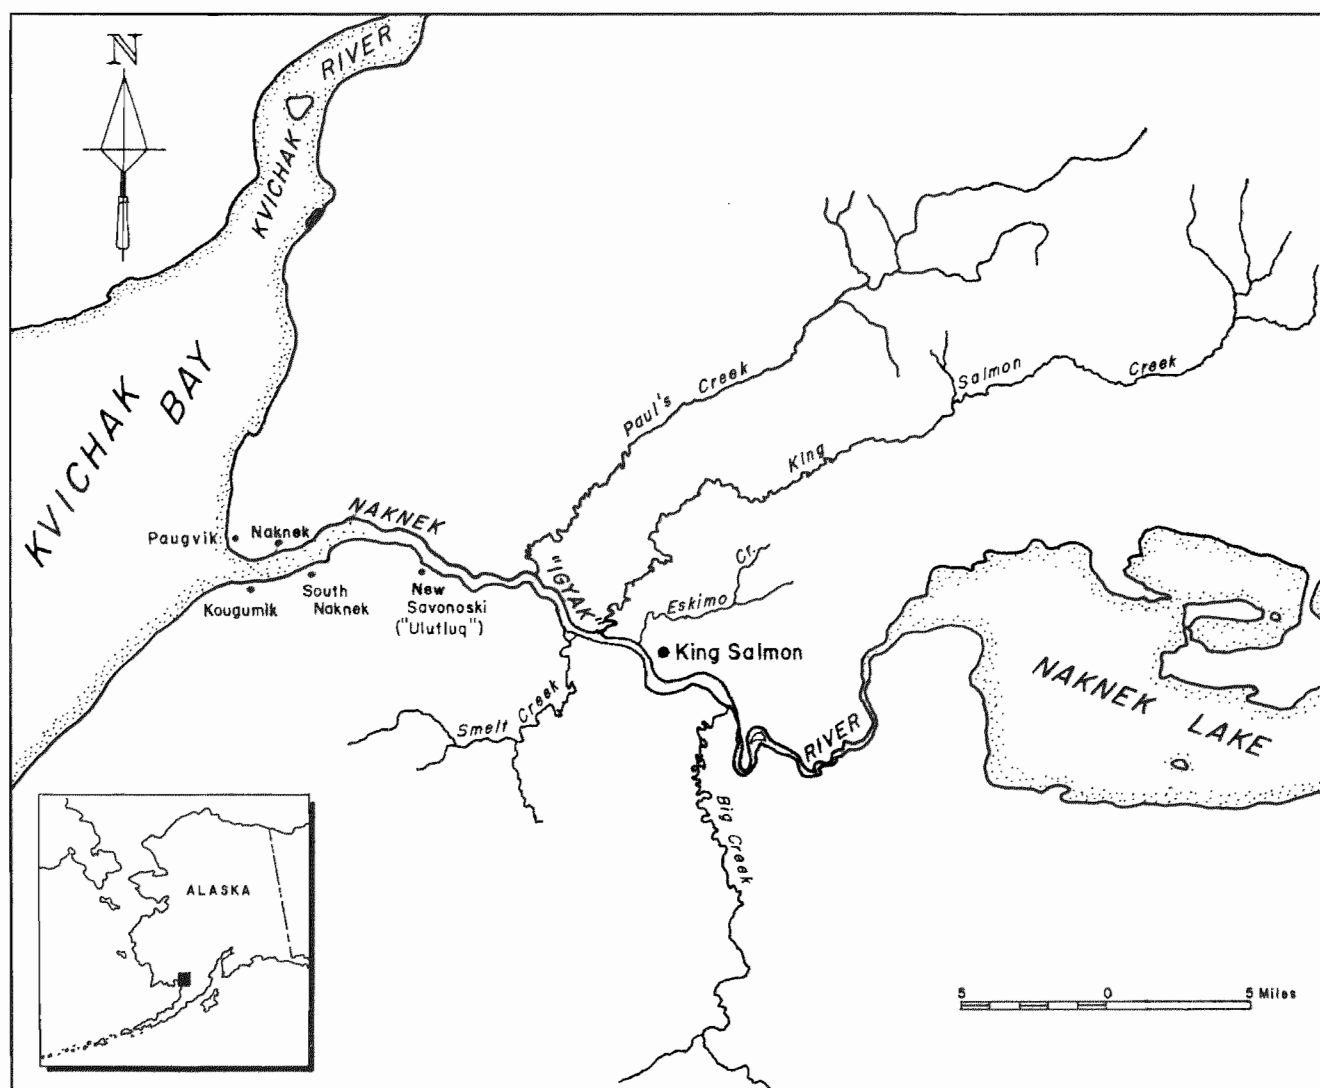 N
RIVER
KVICHAK
KVICHAK
BAY
Paul's Creek
Salmon Creek
King
NAKNEK
Paugvik
Naknek
"IGYAK"
Cr.
Eskimo
South
Naknek
New
Savonoski
("Ulutluq")
Kougumik
King Salmon
NAKNEK LAKE
Smelt Creek
RIVER
Big Creek
ALASKA
5 0 5 Miles